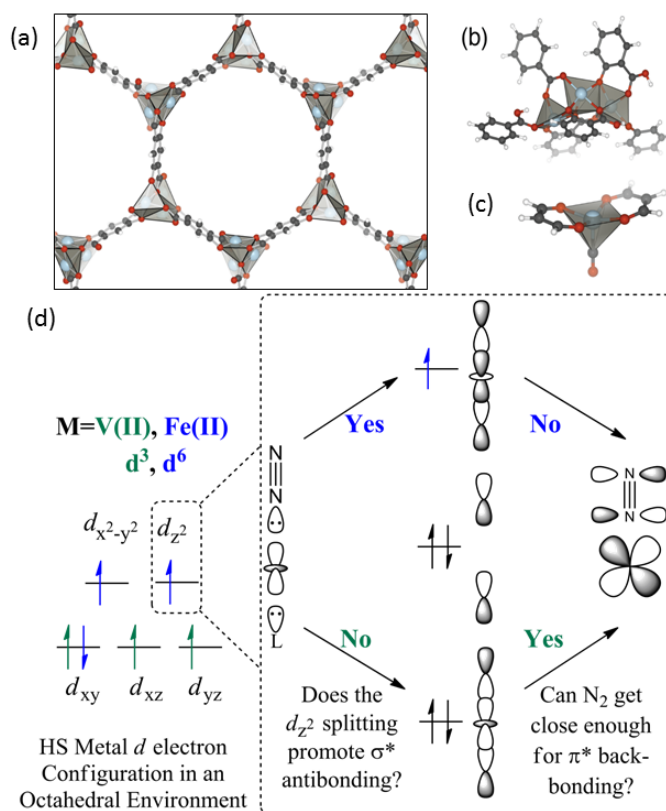 (a)
(b)
(c)
(d)
M=V(II), Fe(II)
d³, d⁶
dx²-y²
dz²
dxy
dxz
dyz
HS Metal d electron
Configuration in an
Octahedral Environment
N
N
L
Yes
No
Does the
dz² splitting
promote σ*
antibonding?
No
Yes
N
N
Can N₂ get
close enough
for π* back-
bonding?